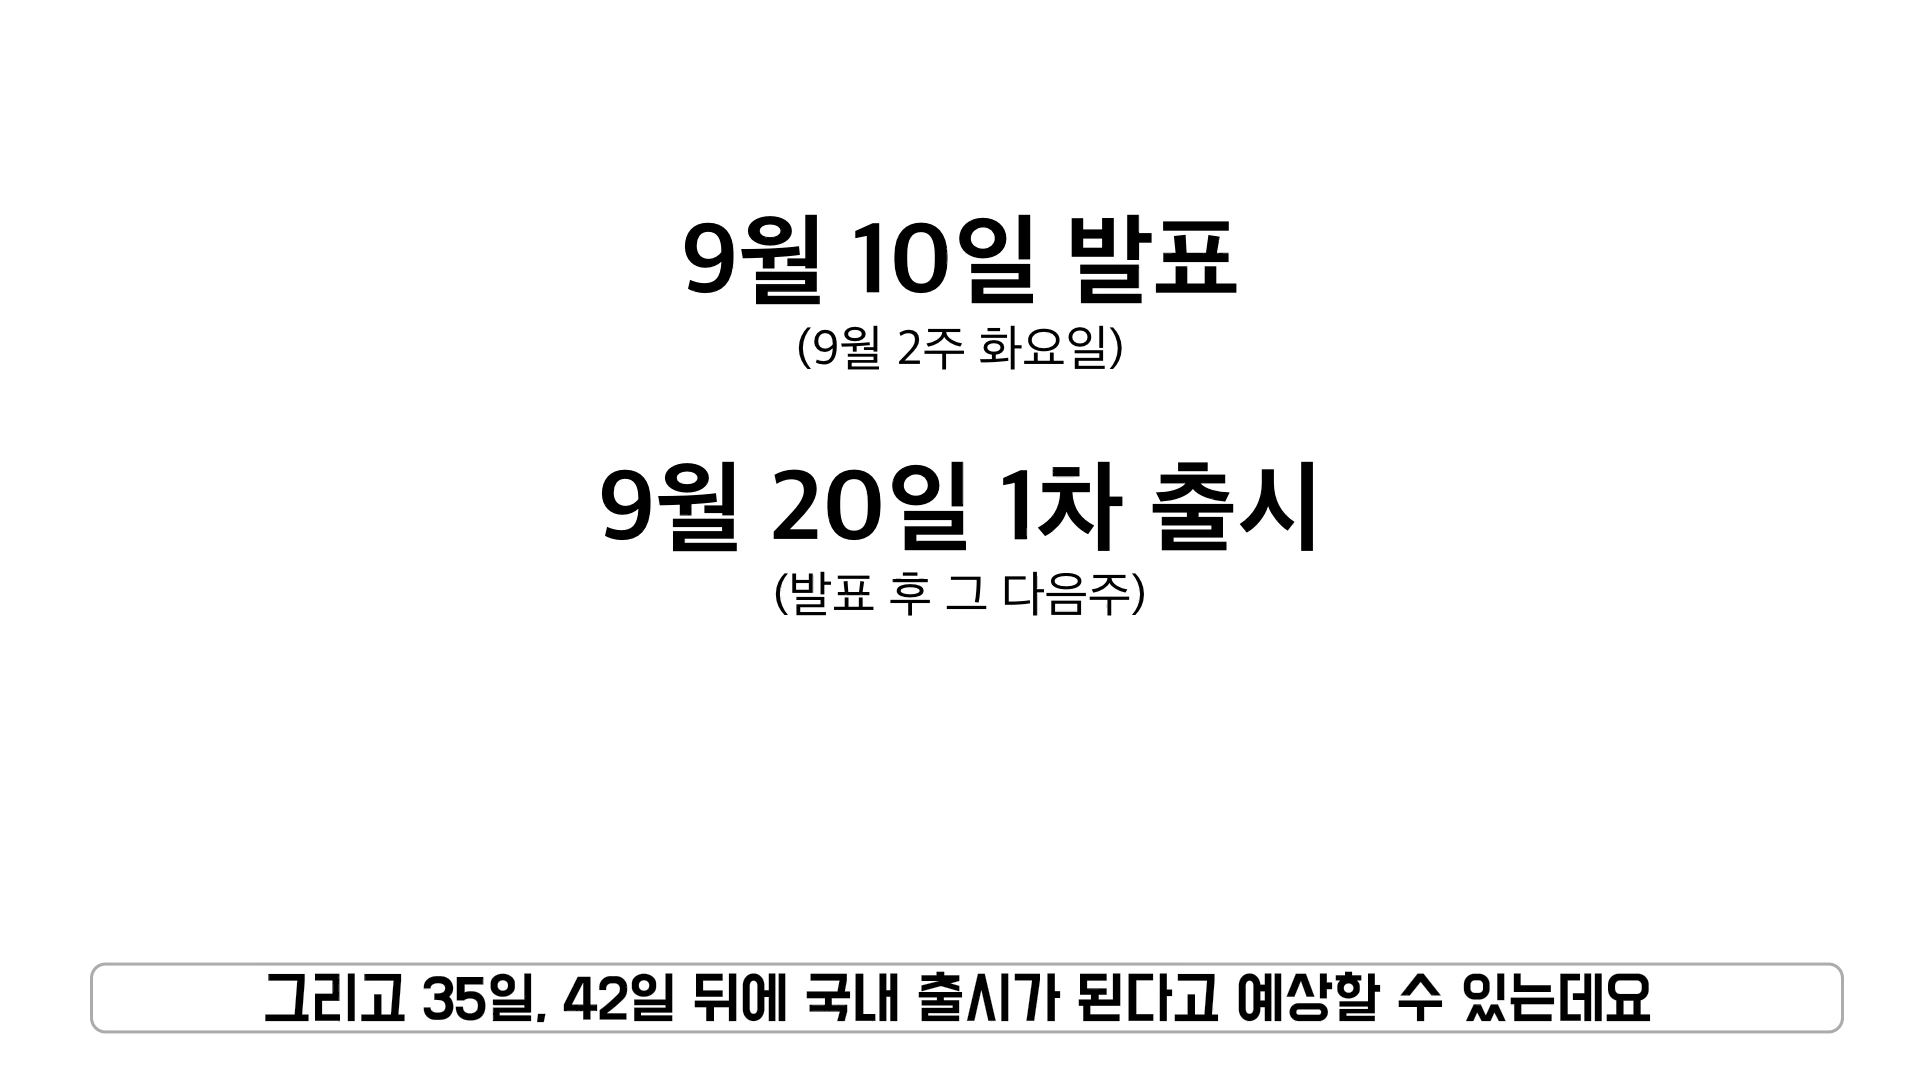 9월 10일 발표
(9월 2주 화요일)
9월 20일 1차 출시
(발표 후 그 다음주)
그리고 35일, 42일 뒤에 국내 출시가 된다고 예상할 수 있는데요